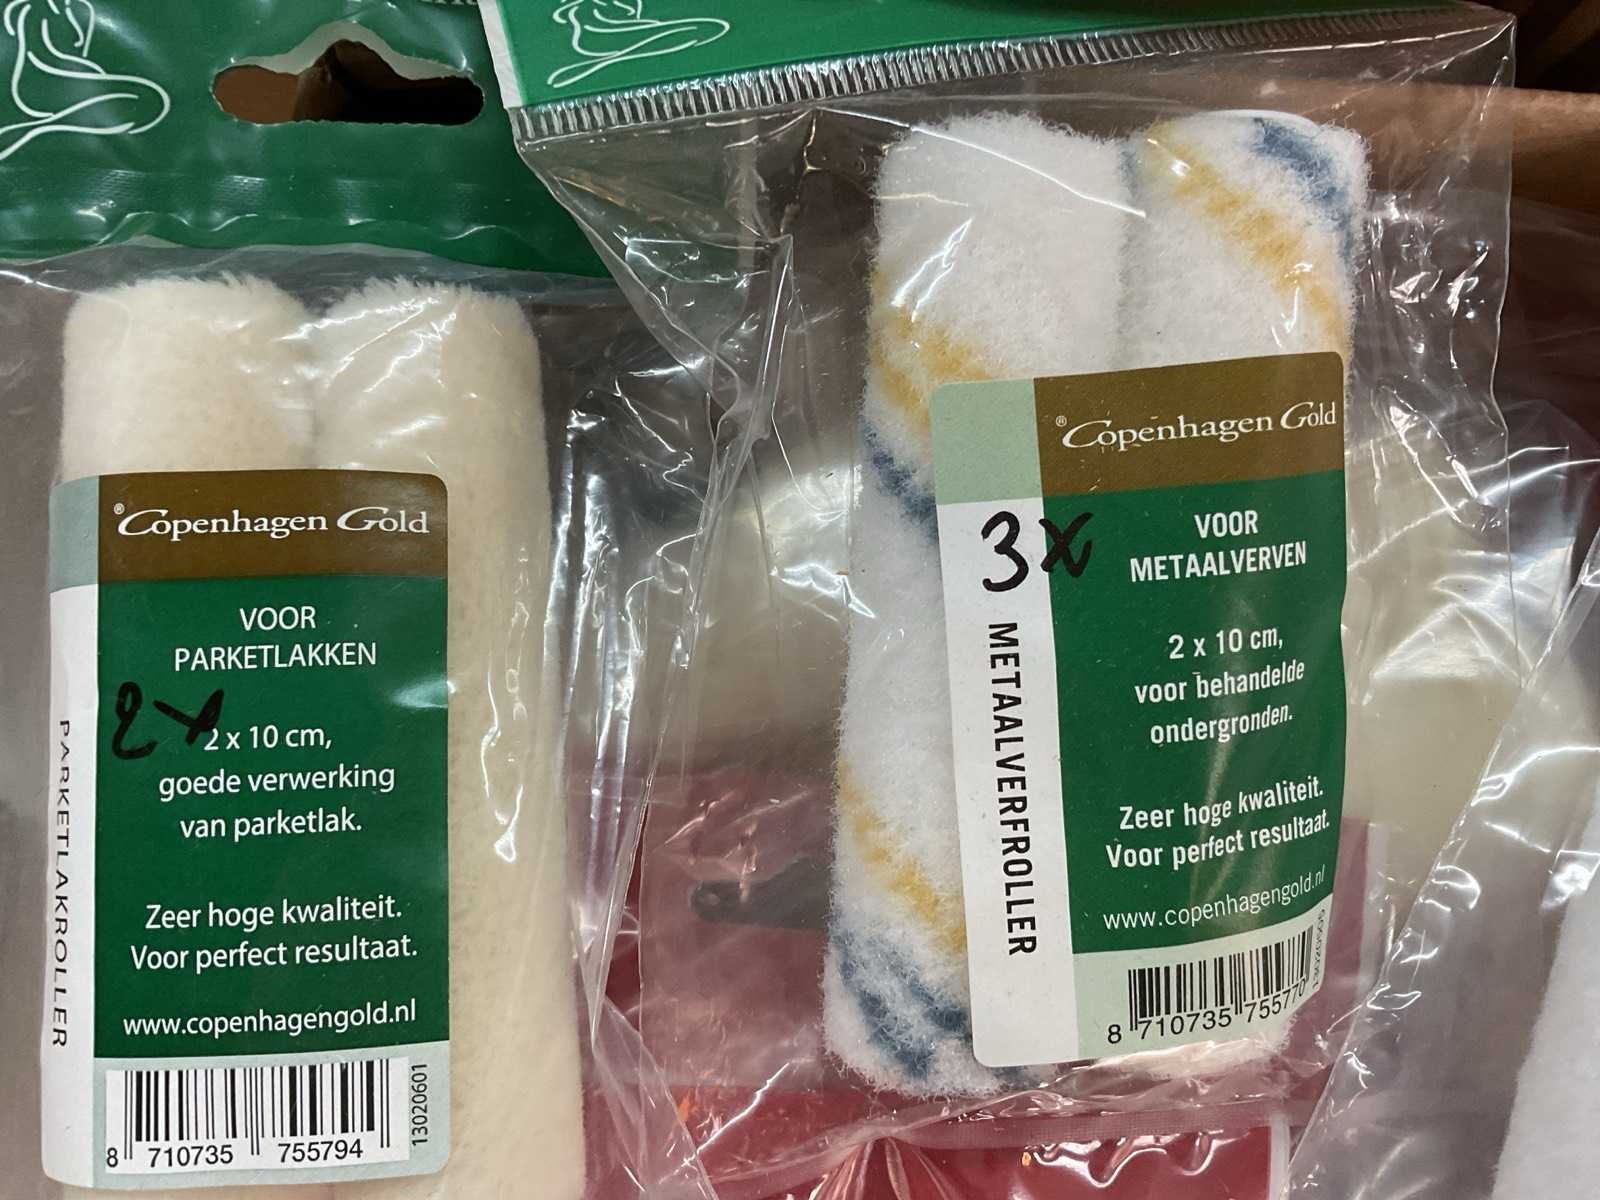 ® Copenhagen Gold
VOOR
PARKETLAKKEN
2x
2 x 10 cm,
goede verwerking
van parketlak.
Zeer hoge kwaliteit.
Voor perfect resultaat.
www.copenhagengold.nl
PARKETLAKROLLER
8 710735 755794
13020601
® Copenhagen Gold
3x
VOOR
METAALVERVEN
2 x 10 cm,
voor behandelde
ondergronden.
Zeer hoge kwaliteit.
Voor perfect resultaat.
www.copenhagengold.nl
METAALVERFROLLER
8 710735 755770